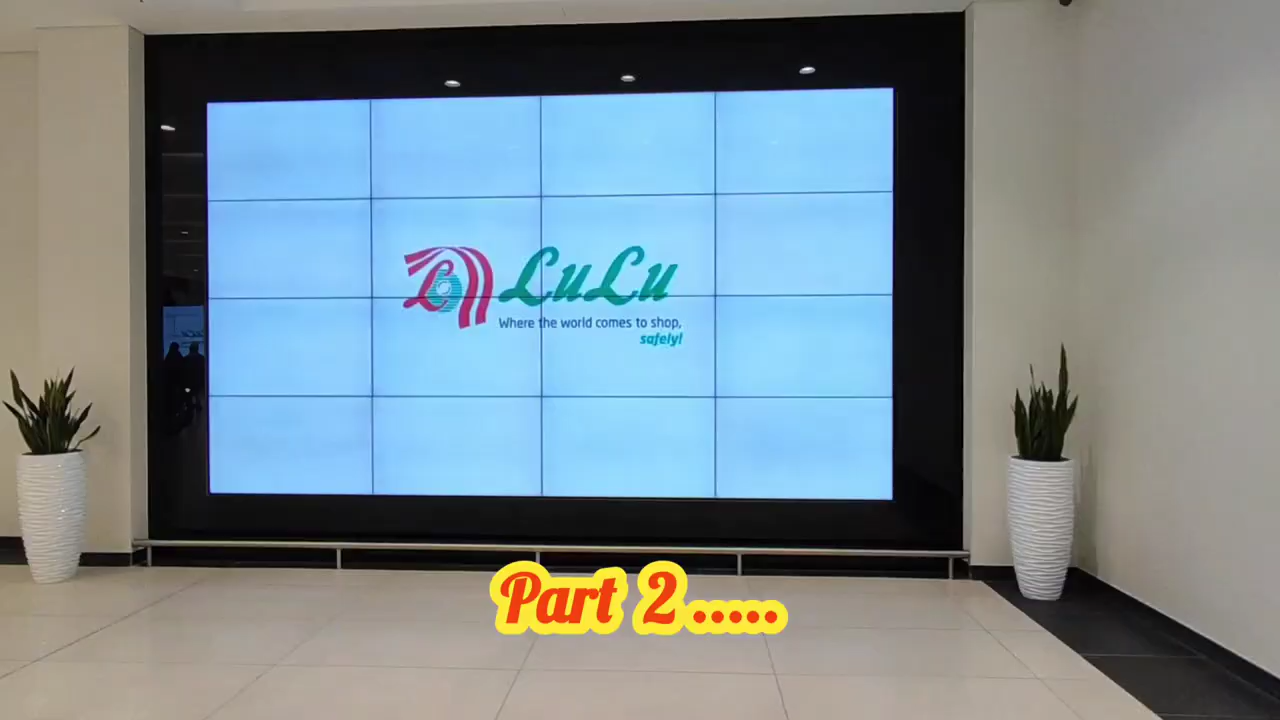 LuLu
Where the world comes to shop,
safely!
Part 2.....